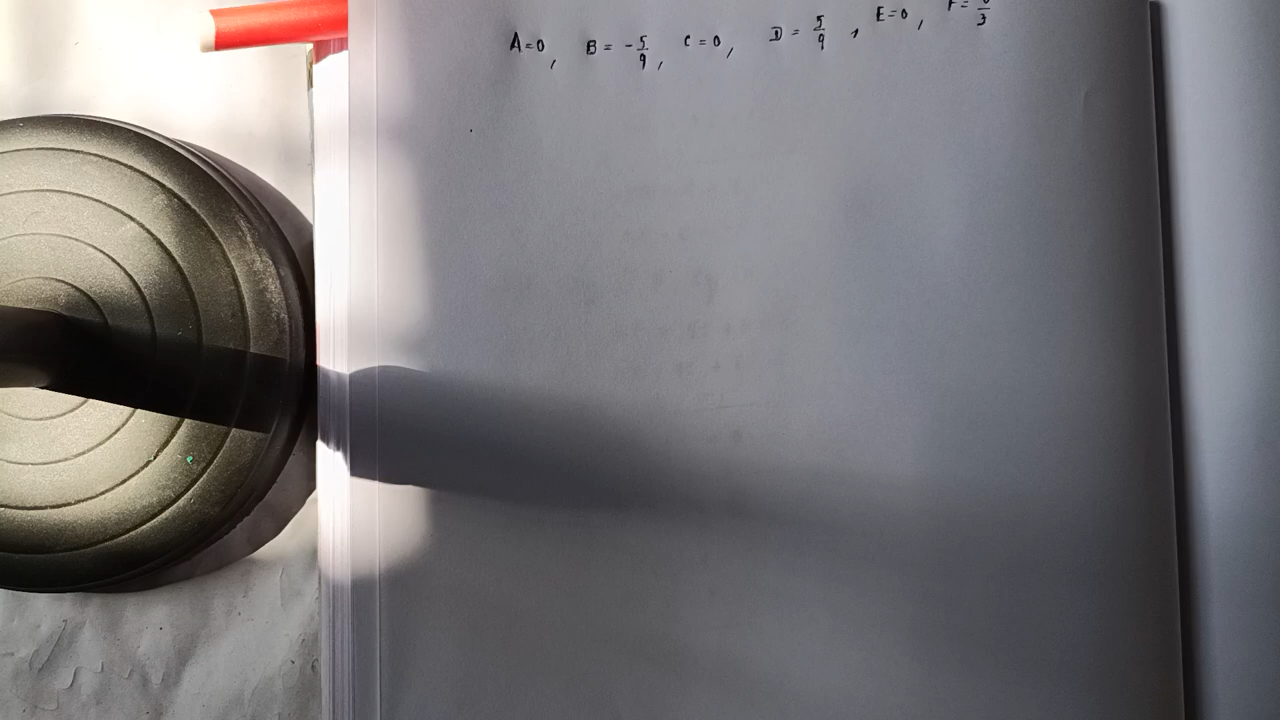 A=0, B = -5/9, C=0, D = 5/9, E=0,